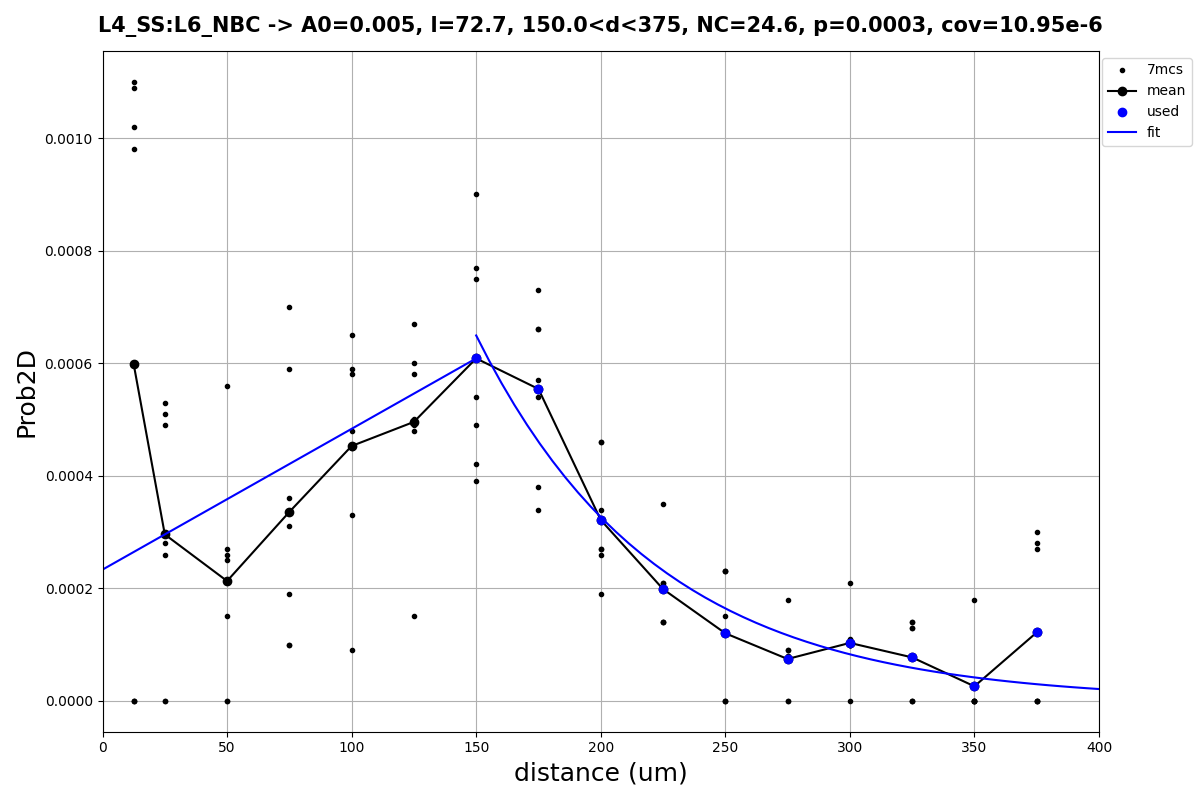 L4_SS:L6_NBC -> A0=0.005, l=72.7, 150.0<d<375, NC=24.6, p=0.0003, cov=10.95e-6
7mcs
mean
used
fit
Prob2D
0.0010
0.0008
0.0006
0.0004
0.0002
0.0000
0 50 100 150 200 250 300 350 400
distance (um)